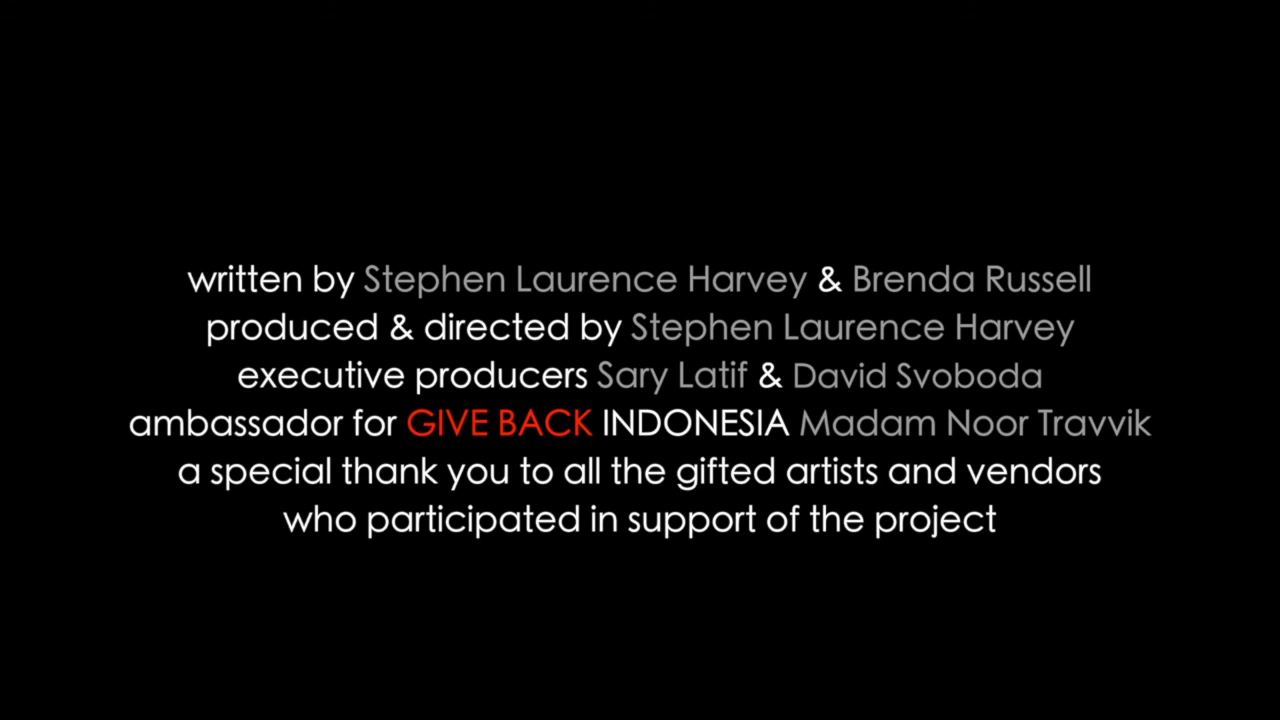 written by Stephen Laurence Harvey & Brenda Russell
produced & directed by Stephen Laurence Harvey
executive producers Sary Latif & David Svoboda
ambassador for GIVE BACK INDONESIA Madam Noor Travvik
a special thank you to all the gifted artists and vendors
who participated in support of the project